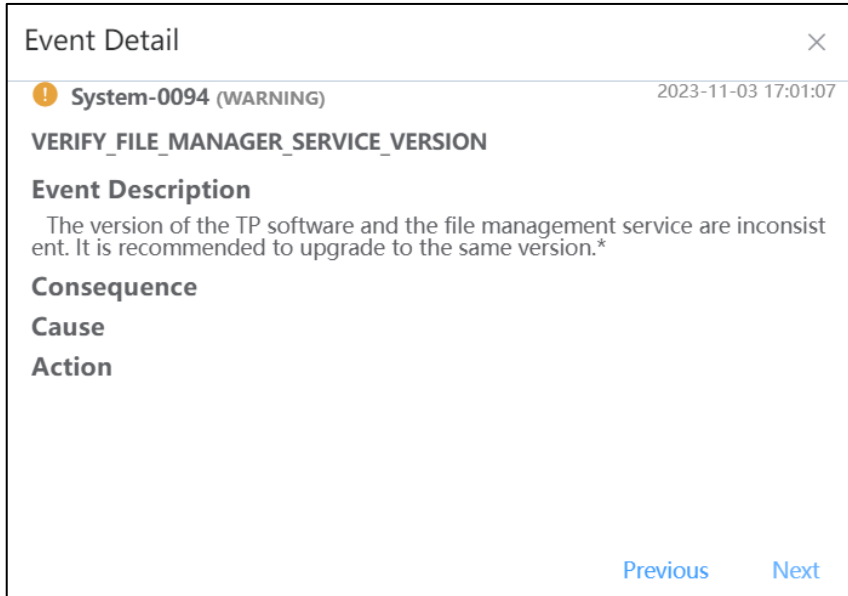 Event Detail
System-0094 (WARNING) 2023-11-03 17:01:07
VERIFY_FILE_MANAGER_SERVICE_VERSION
Event Description
The version of the TP software and the file management service are inconsist
ent. It is recommended to upgrade to the same version.*
Consequence
Cause
Action
Previous Next